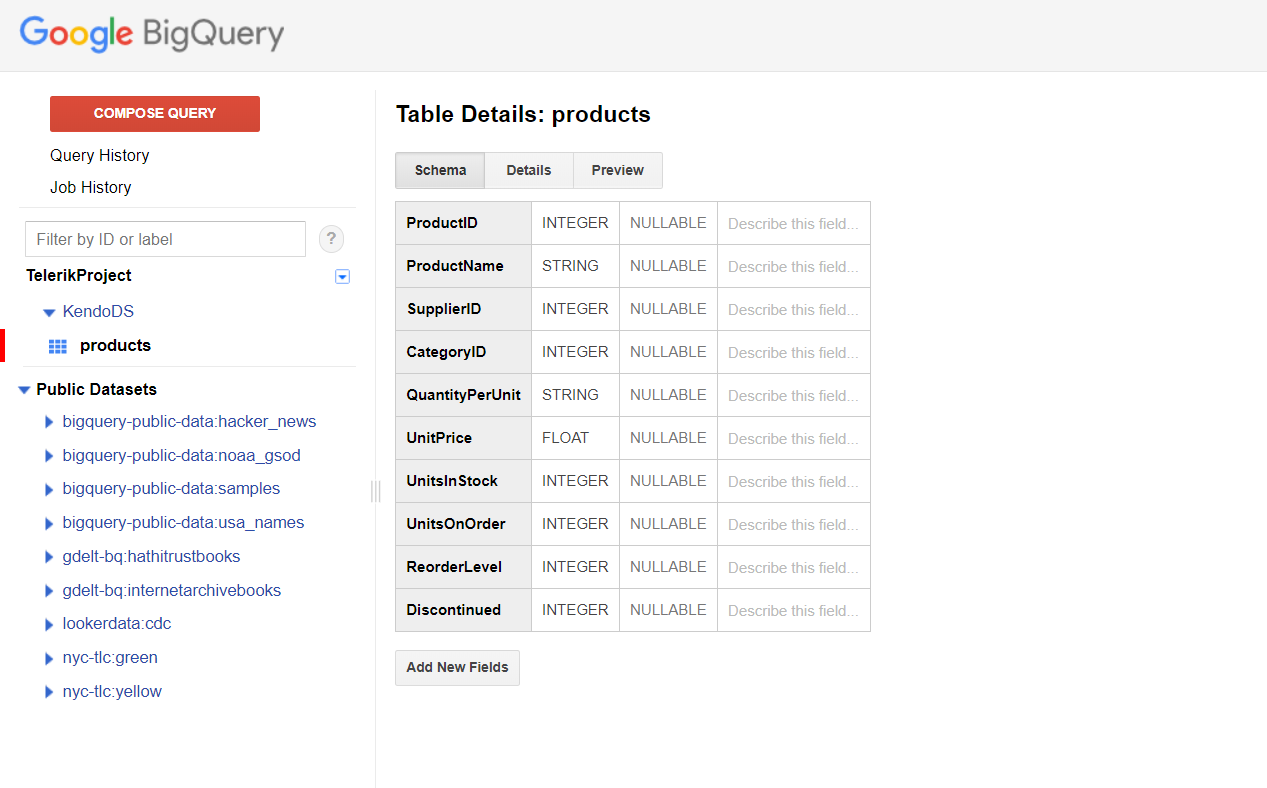 Google BigQuery
COMPOSE QUERY
Query History
Job History
Filter by ID or label
?
TelerikProject
KendoDS
products
Public Datasets
bigquery-public-data:hacker_news
bigquery-public-data:noaa_gsod
bigquery-public-data:samples
bigquery-public-data:usa_names
gdelt-bq:hathitrustbooks
gdelt-bq:internetarchivebooks
lookerdata:cdc
nyc-tlc:green
nyc-tlc:yellow
Table Details: products
Schema Details Preview
ProductID INTEGER NULLABLE Describe this field...
ProductName STRING NULLABLE Describe this field...
SupplierID INTEGER NULLABLE Describe this field...
CategoryID INTEGER NULLABLE Describe this field...
QuantityPerUnit STRING NULLABLE Describe this field...
UnitPrice FLOAT NULLABLE Describe this field...
UnitsInStock INTEGER NULLABLE Describe this field...
UnitsOnOrder INTEGER NULLABLE Describe this field...
ReorderLevel INTEGER NULLABLE Describe this field...
Discontinued INTEGER NULLABLE Describe this field...
Add New Fields